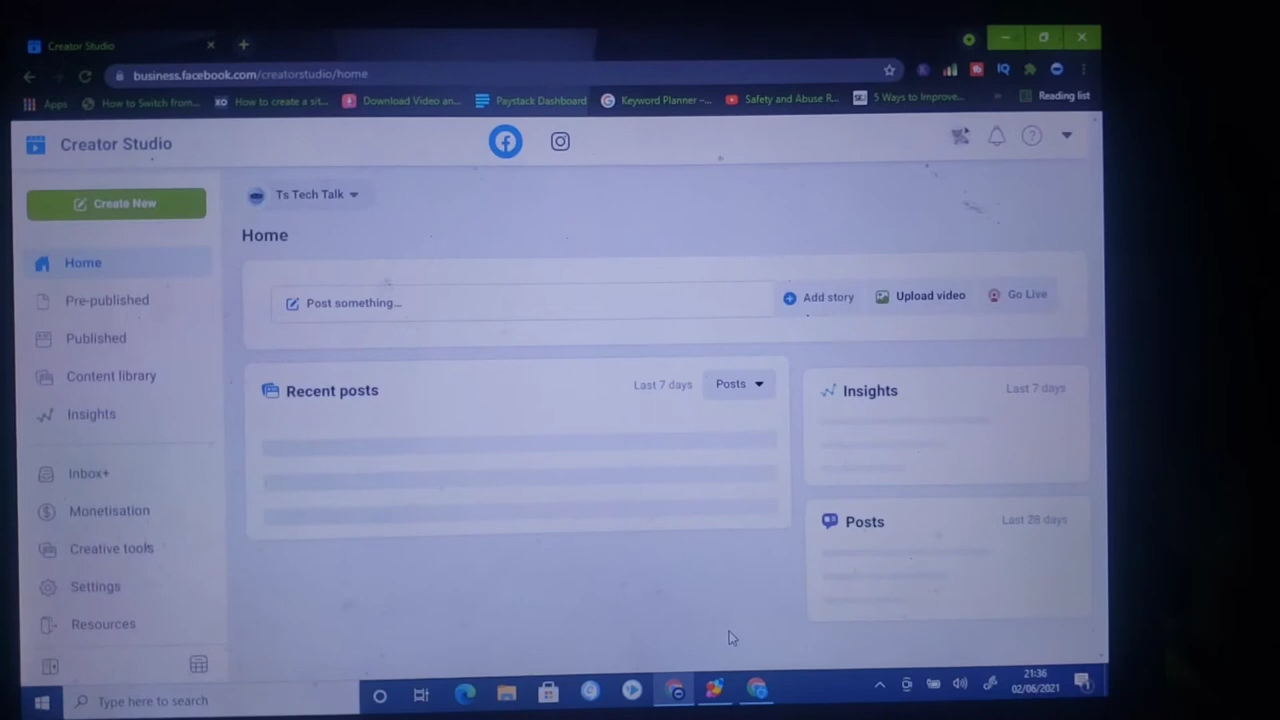 Creator Studio
business.facebook.com/creatorstudio/home
Apps
How to Switch from...
XO
How to create a sit...
Download Video an...
Paystack Dashboard
G
Keyword Planner –...
Safety and Abuse R...
SEJ
5 Ways to Improve...
Reading list
IQ
Creator Studio
Create New
Ts Tech Talk
Home
Home
Pre-published
Published
Content library
Insights
Inbox+
Monetisation
Creative tools
Settings
Resources
Post something...
Add story
Upload video
Go Live
Recent posts
Last 7 days
Posts
Insights
Last 7 days
Posts
Last 28 days
Type here to search
21:36
02/06/2021